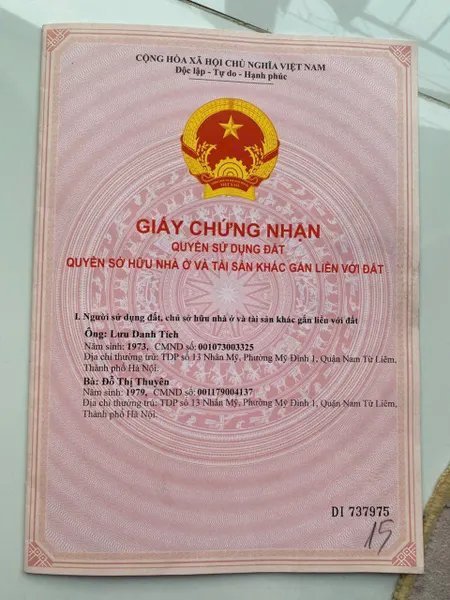 CỘNG HÒA XÃ HỘI CHỦ NGHĨA VIỆT NAM
Độc lập - Tự do - Hạnh phúc
GIẤY CHỨNG NHẬN
QUYỀN SỬ DỤNG ĐẤT
QUYỀN SỞ HỮU NHÀ Ở VÀ TÀI SẢN KHÁC GẮN LIỀN VỚI ĐẤT
I. Người sử dụng đất, chủ sở hữu nhà ở và tài sản khác gắn liền với đất
Ông: Lưu Danh Tích
Năm sinh: 1973, CMND số: 001073003325
Địa chỉ thường trú: TDP số 13 Nhân Mỹ, Phường Mỹ Đình 1, Quận Nam Từ Liêm,
Thành phố Hà Nội.
Bà: Đỗ Thị Thuyên
Năm sinh: 1979, CMND số: 001179004137
Địa chỉ thường trú: TDP số 13 Nhân Mỹ, Phường Mỹ Đình 1, Quận Nam Từ Liêm,
Thành phố Hà Nội.
DI 737975
15